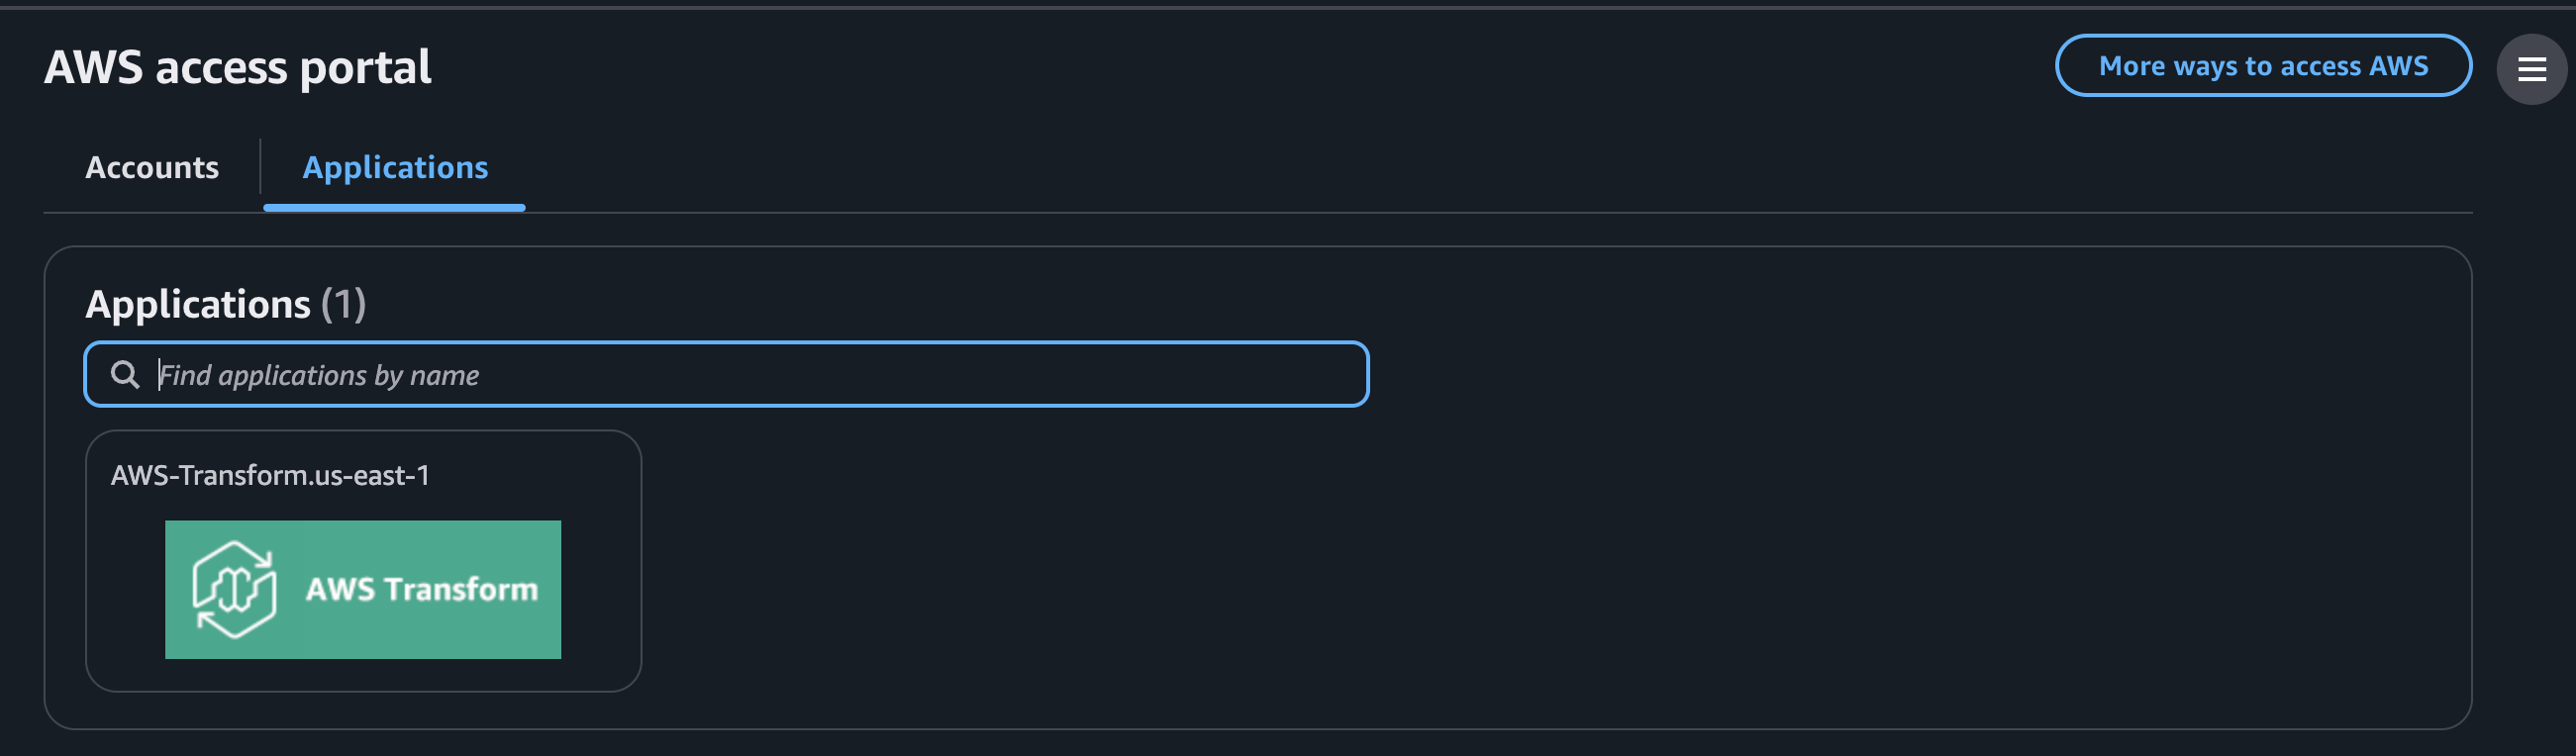 AWS access portal
More ways to access AWS
Accounts
Applications
Applications (1)
Find applications by name
AWS-Transform.us-east-1
AWS Transform